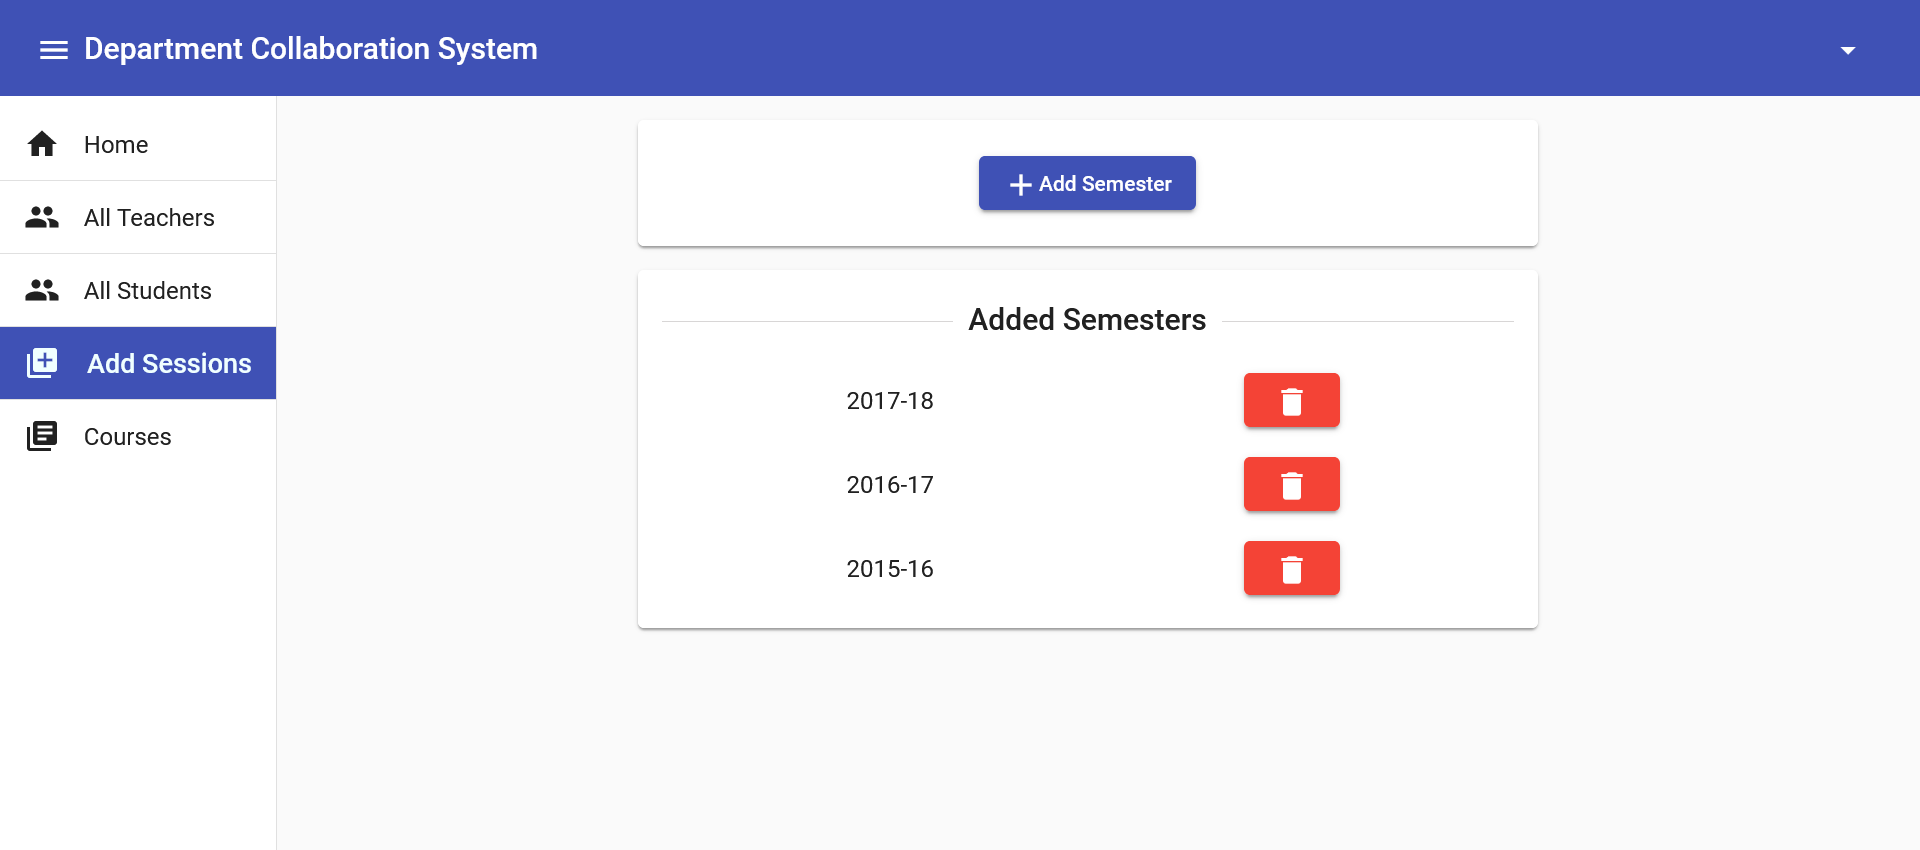 Department Collaboration System
Home
All Teachers
All Students
Add Sessions
Courses
Add Semester
Added Semesters
2017-18
2016-17
2015-16